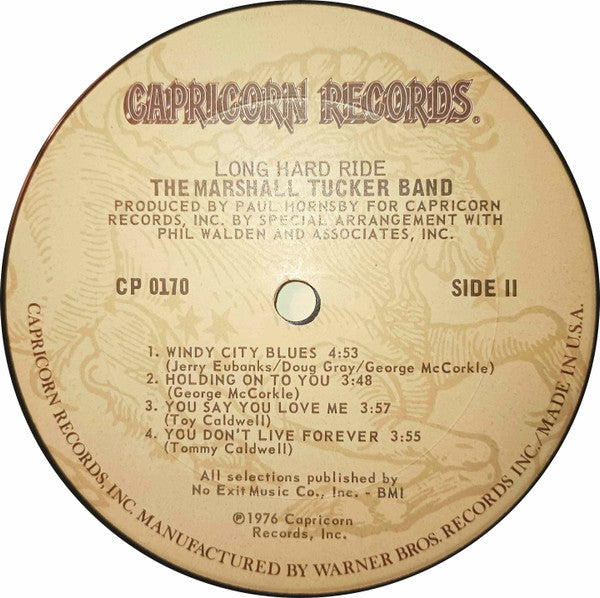 CAPRICORN RECORDS®
LONG HARD RIDE
THE MARSHALL TUCKER BAND
PRODUCED BY PAUL HORNSBY FOR CAPRICORN
RECORDS, INC. BY SPECIAL ARRANGEMENT WITH
PHIL WALDEN AND ASSOCIATES, INC.
CP 0170
SIDE II
1. WINDY CITY BLUES 4:53
(Jerry Eubanks/Doug Gray/George McCorkle)
2. HOLDING ON TO YOU 3:48
(George McCorkle)
3. YOU SAY YOU LOVE ME 3:57
(Toy Caldwell)
4. YOU DON'T LIVE FOREVER 3:55
(Tommy Caldwell)
All selections published by
No Exit Music Co., Inc. - BMI
℗1976 Capricorn
Records, Inc.
CAPRICORN RECORDS, INC. MANUFACTURED BY WARNER BROS. RECORDS INC./MADE IN U.S.A.